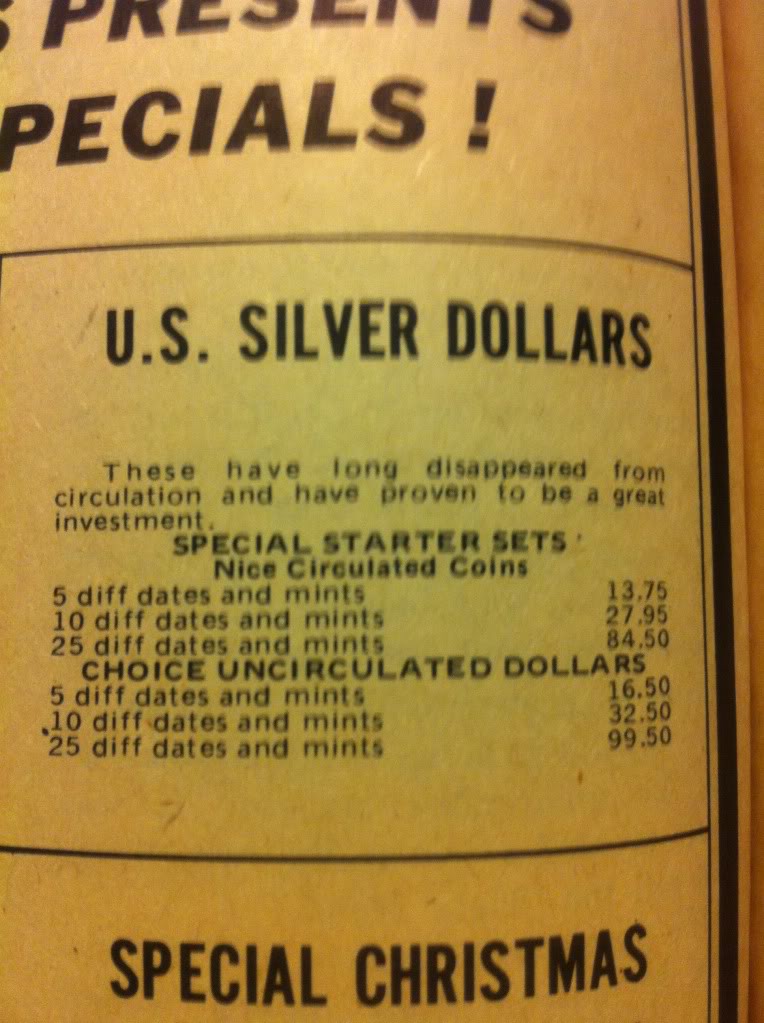 S PRESENTS
PECIALS !
U.S. SILVER DOLLARS
These have long disappeared from
circulation and have proven to be a great
investment.
SPECIAL STARTER SETS
Nice Circulated Coins
5 diff dates and mints 13.75
10 diff dates and mints 27.95
25 diff dates and mints 84.50
CHOICE UNCIRCULATED DOLLARS
5 diff dates and mints 16.50
10 diff dates and mints 32.50
25 diff dates and mints 99.50
SPECIAL CHRISTMAS